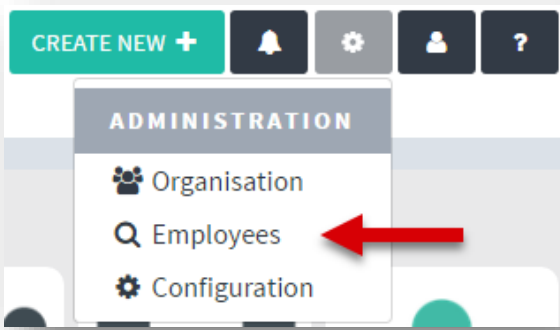 CREATE NEW +
?
ADMINISTRATION
Organisation
Employees
Configuration